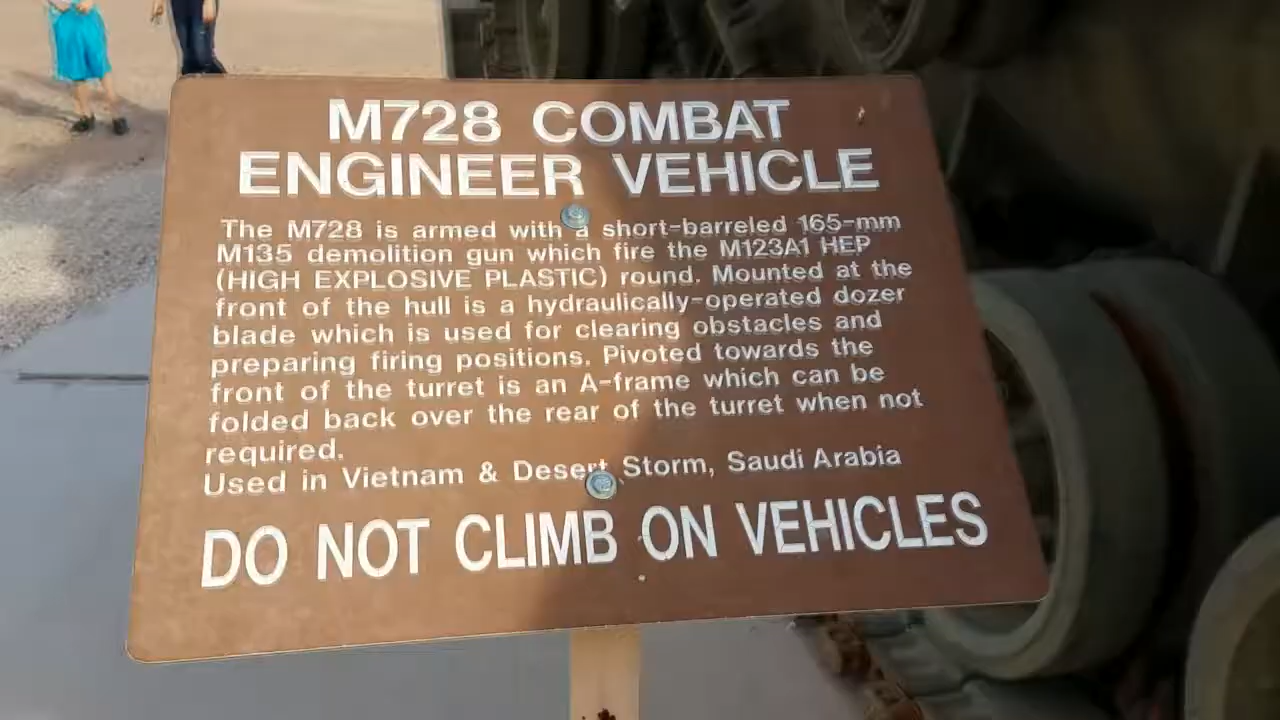 M728 COMBAT
ENGINEER VEHICLE
The M728 is armed with a short-barreled 165-mm
M135 demolition gun which fire the M123A1 HEP
(HIGH EXPLOSIVE PLASTIC) round. Mounted at the
front of the hull is a hydraulically-operated dozer
blade which is used for clearing obstacles and
preparing firing positions. Pivoted towards the
front of the turret is an A-frame which can be
folded back over the rear of the turret when not
required.
Used in Vietnam & Desert Storm, Saudi Arabia
DO NOT CLIMB ON VEHICLES